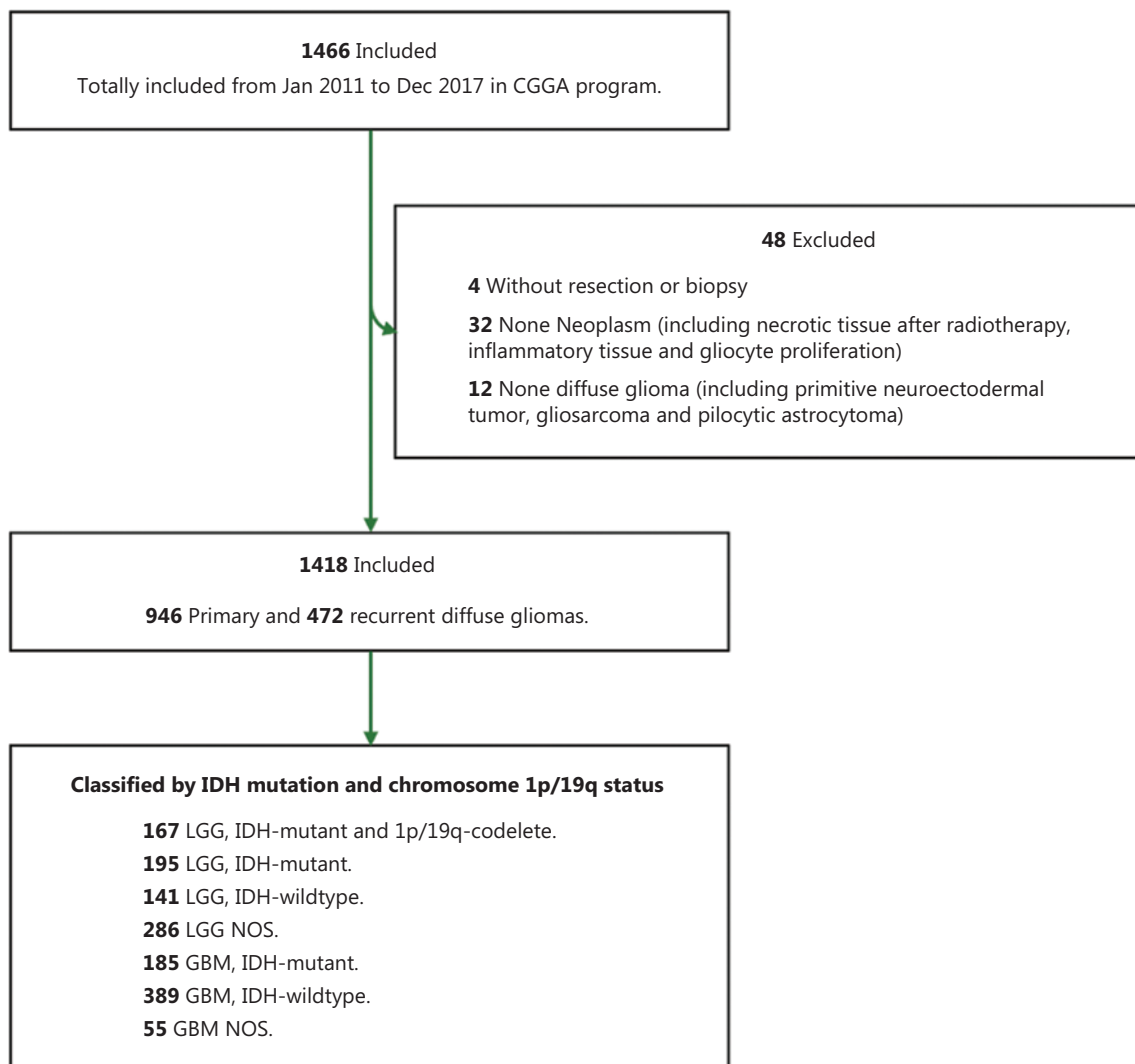 1466 Included
Totally included from Jan 2011 to Dec 2017 in CGGA program.
48 Excluded
4 Without resection or biopsy
32 None Neoplasm (including necrotic tissue after radiotherapy,
inflammatory tissue and gliocyte proliferation)
12 None diffuse glioma (including primitive neuroectodermal
tumor, gliosarcoma and pilocytic astrocytoma)
1418 Included
946 Primary and 472 recurrent diffuse gliomas.
Classified by IDH mutation and chromosome 1p/19q status
167 LGG, IDH-mutant and 1p/19q-codelete.
195 LGG, IDH-mutant.
141 LGG, IDH-wildtype.
286 LGG NOS.
185 GBM, IDH-mutant.
389 GBM, IDH-wildtype.
55 GBM NOS.